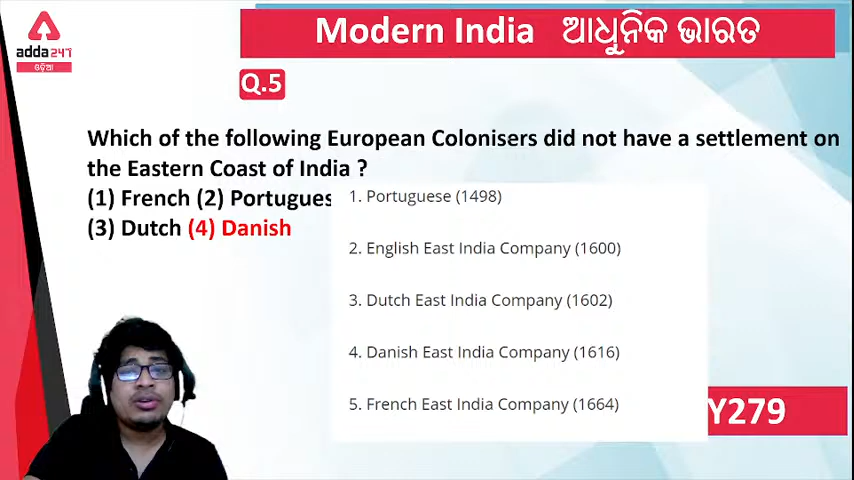 adda247
ଓଡ଼ିଆ
Modern India ଆଧୁନିକ ଭାରତ
Q.5
Which of the following European Colonisers did not have a settlement on
the Eastern Coast of India ?
(1) French (2) Portugues
(3) Dutch (4) Danish
1. Portuguese (1498)
2. English East India Company (1600)
3. Dutch East India Company (1602)
4. Danish East India Company (1616)
5. French East India Company (1664)
Y279